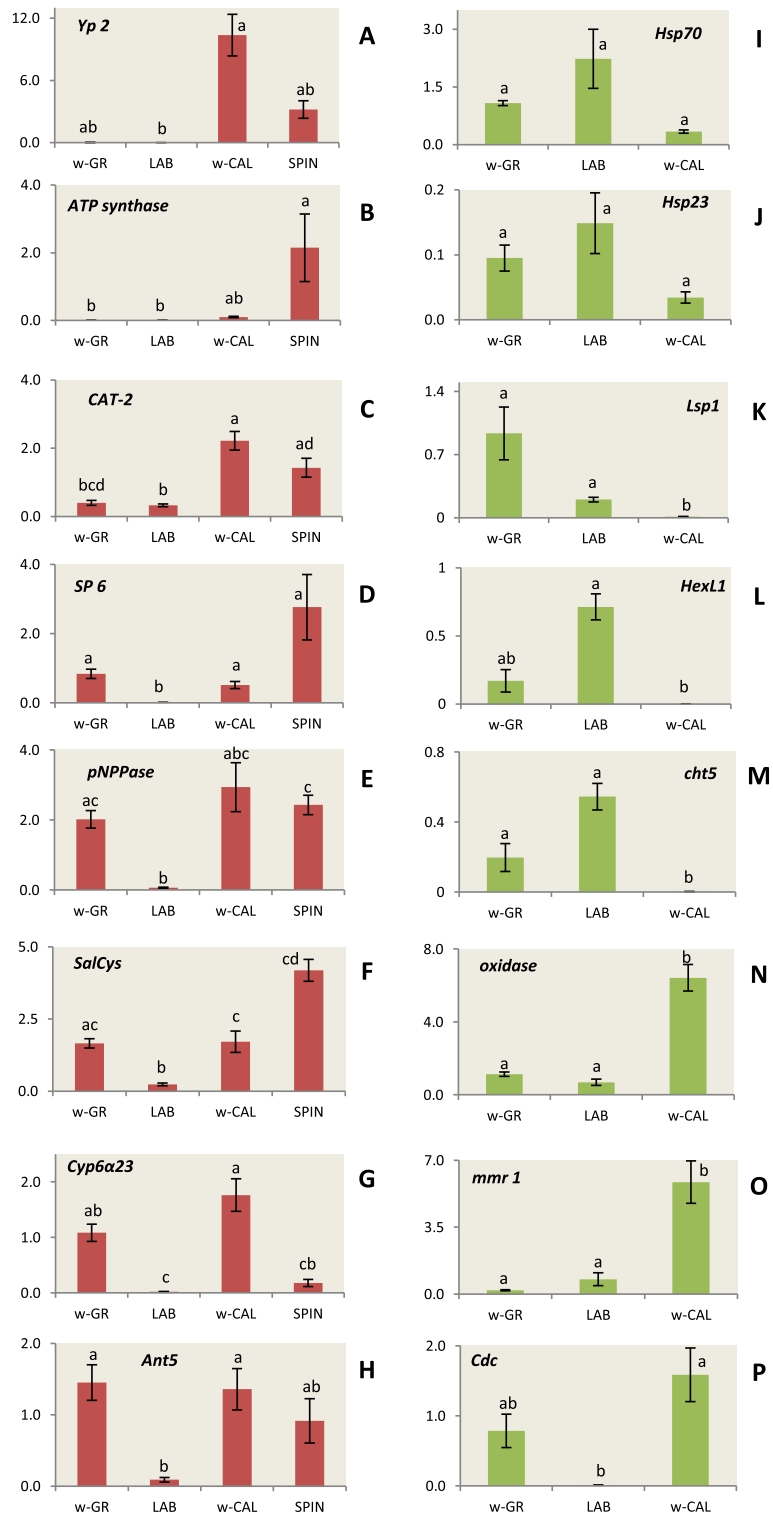 Yp 2
A
12.0
6.0
0.0
ab
b
a
ab
w-GR LAB w-CAL SPIN
ATP synthase
B
4.0
2.0
0.0
b
b
ab
a
w-GR LAB w-CAL SPIN
CAT-2
C
4.0
2.0
0.0
bcd
b
a
ad
w-GR LAB w-CAL SPIN
SP 6
D
4.0
2.0
0.0
a
b
a
a
w-GR LAB w-CAL SPIN
pNPPase
E
4.0
2.0
0.0
ac
b
abc
c
w-GR LAB w-CAL SPIN
SalCys
F
5.0
2.5
0.0
ac
b
c
cd
w-GR LAB w-CAL SPIN
Cyp6α23
G
2.0
1.0
0.0
ab
c
a
cb
w-GR LAB w-CAL SPIN
Ant5
H
2.0
1.0
0.0
a
b
a
ab
w-GR LAB w-CAL SPIN
Hsp70
I
3.0
1.5
0.0
a
a
a
w-GR LAB w-CAL
Hsp23
J
0.2
0.1
0.0
a
a
a
w-GR LAB w-CAL
Lsp1
K
1.4
0.7
0
a
a
b
w-GR LAB w-CAL
HexL1
L
1
0.5
0
ab
a
b
w-GR LAB w-CAL
cht5
M
0.8
0.4
0
a
a
b
w-GR LAB w-CAL
oxidase
N
8.0
4.0
0.0
a
a
b
w-GR LAB w-CAL
mmr 1
O
7.0
3.5
0.0
a
a
b
w-GR LAB w-CAL
Cdc
P
2.0
1.0
0.0
ab
b
a
w-GR LAB w-CAL